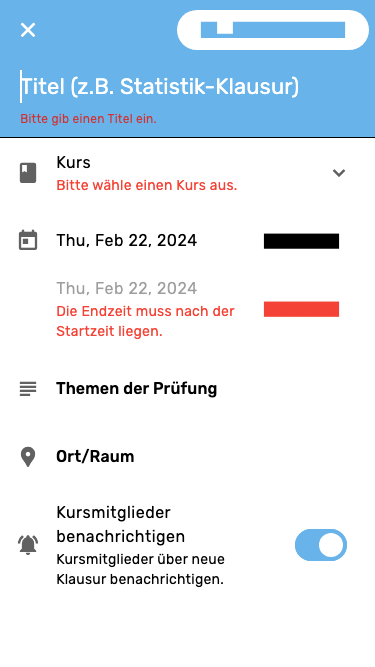 Titel (z.B. Statistik-Klausur)
Bitte gib einen Titel ein.
Kurs
Bitte wähle einen Kurs aus.
Thu, Feb 22, 2024
Thu, Feb 22, 2024
Die Endzeit muss nach der
Startzeit liegen.
Themen der Prüfung
Ort/Raum
Kursmitglieder
benachrichtigen
Kursmitglieder über neue
Klausur benachrichtigen.